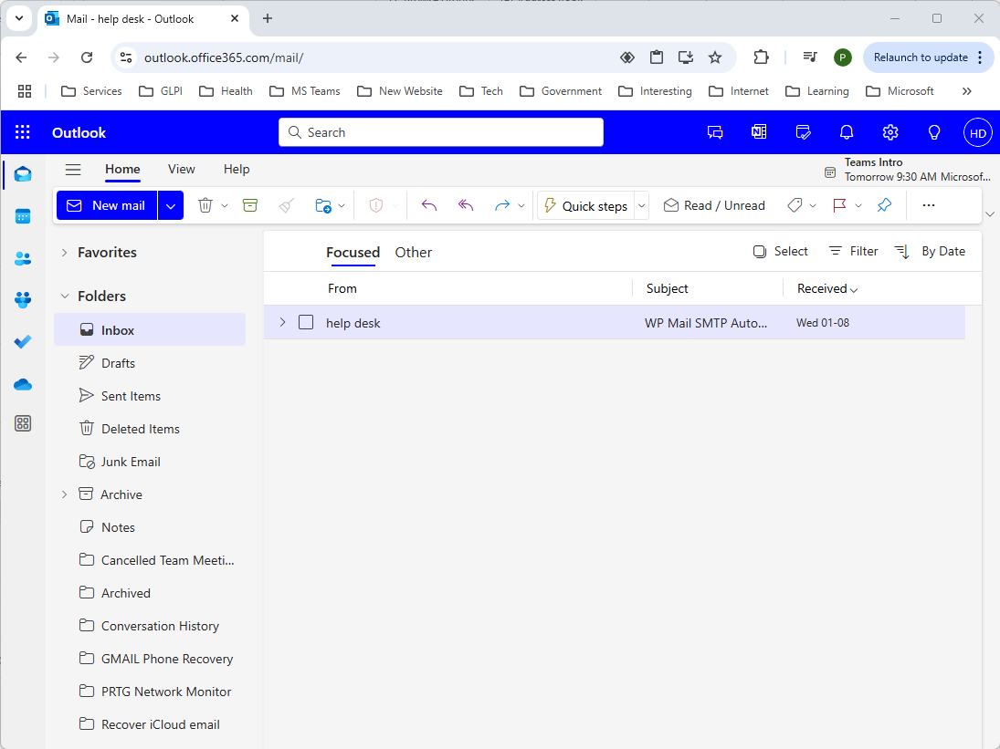 Mail - help desk - Outlook
outlook.office365.com/mail/
P
Relaunch to update
Services GLPI Health MS Teams New Website Tech Government Interesting Internet Learning Microsoft
Outlook
Search
HD
Home View Help
Teams Intro
Tomorrow 9:30 AM Microsof...
New mail
Quick steps
Read / Unread
Favorites
Folders
Inbox
Drafts
Sent Items
Deleted Items
Junk Email
Archive
Notes
Cancelled Team Meeti...
Archived
Conversation History
GMAIL Phone Recovery
PRTG Network Monitor
Recover iCloud email
Focused Other
Select Filter By Date
From Subject Received
help desk WP Mail SMTP Auto... Wed 01-08